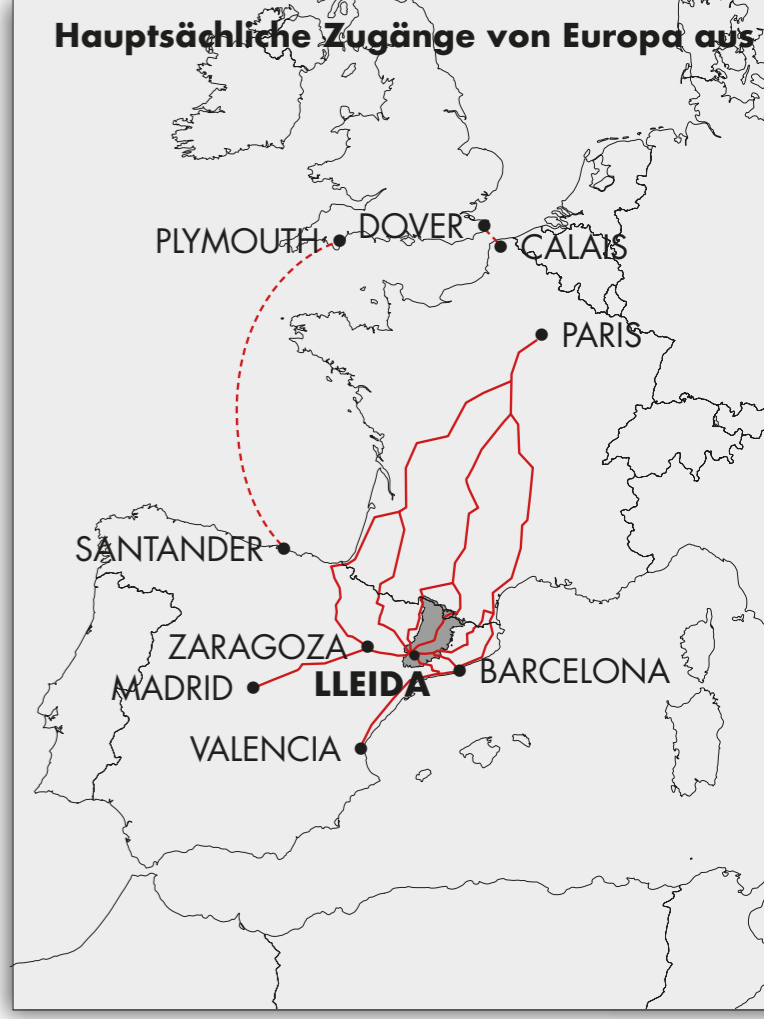 Hauptsächliche Zugänge von Europa aus
PLYMOUTH
DOVER
CALAIS
PARIS
SANTANDER
ZARAGOZA
MADRID
LLEIDA
BARCELONA
VALENCIA